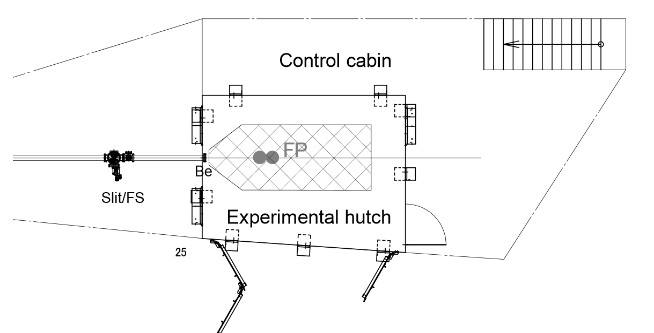 Control cabin
FP
Be
Slit/FS
Experimental hutch
25